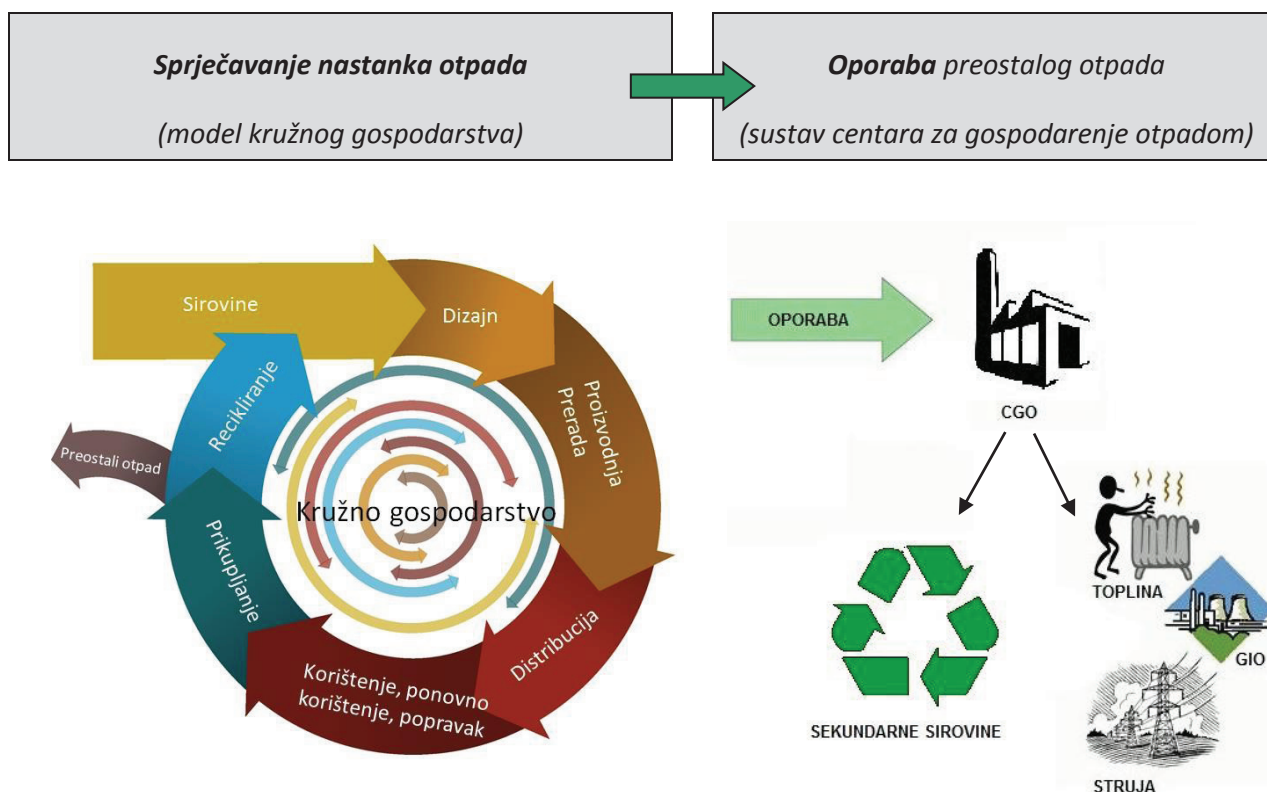 Sprječavanje nastanka otpada
(model kružnog gospodarstva)
Oporaba preostalog otpada
(sustav centara za gospodarenje otpadom)
Sirovine
Dizajn
Proizvodnja
Prerada
Distribucija
Korištenje, ponovno
korištenje, popravak
Prikupljanje
Recikliranje
Preostali otpad
Kružno gospodarstvo
OPORABA
CGO
SEKUNDARNE SIROVINE
TOPLINA
GIO
STRUJA